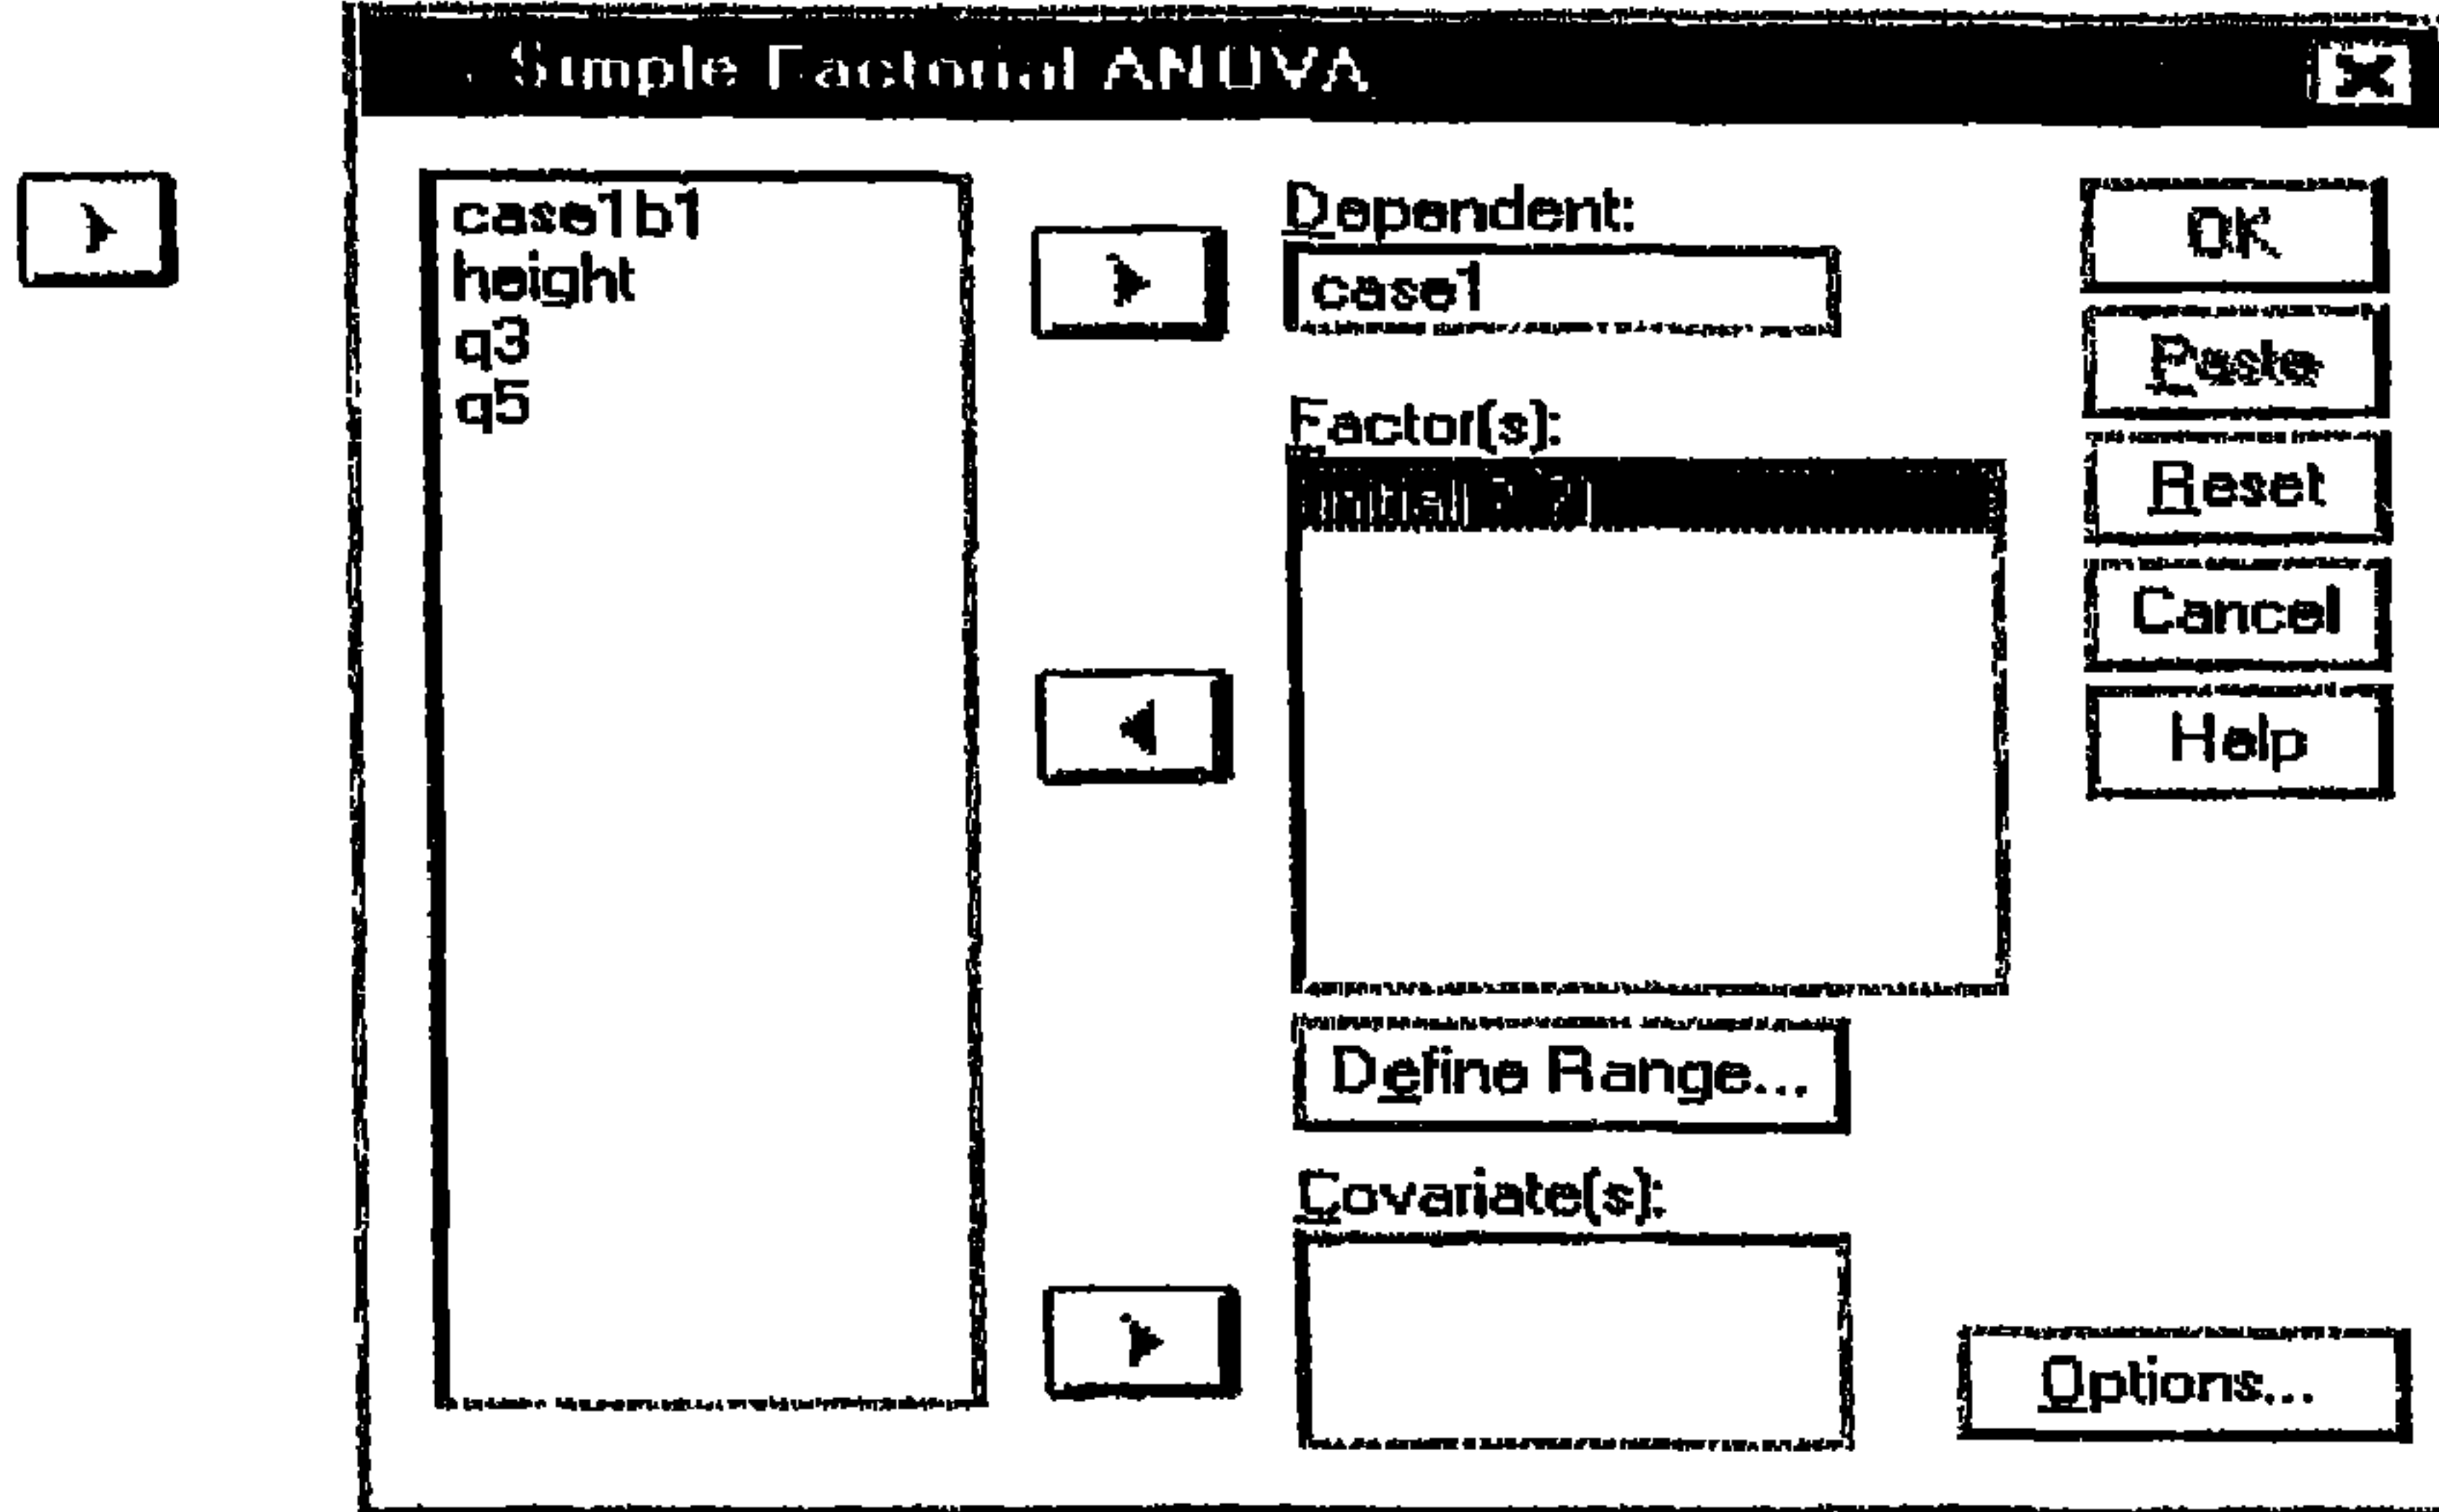 Simple Factorial ANOVA
case1b1
height
q3
q5
Dependent:
case1
Factor(s):
Define Range...
Covariate(s):
OK
Paste
Reset
Cancel
Help
Options...